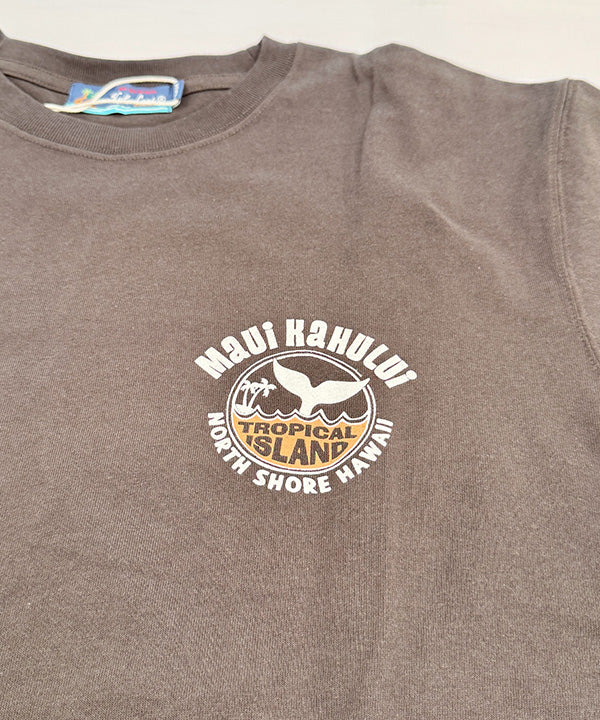 MaUi KaHULUi
TROPICAL
ISLAND
NORTH SHORE HAWAII